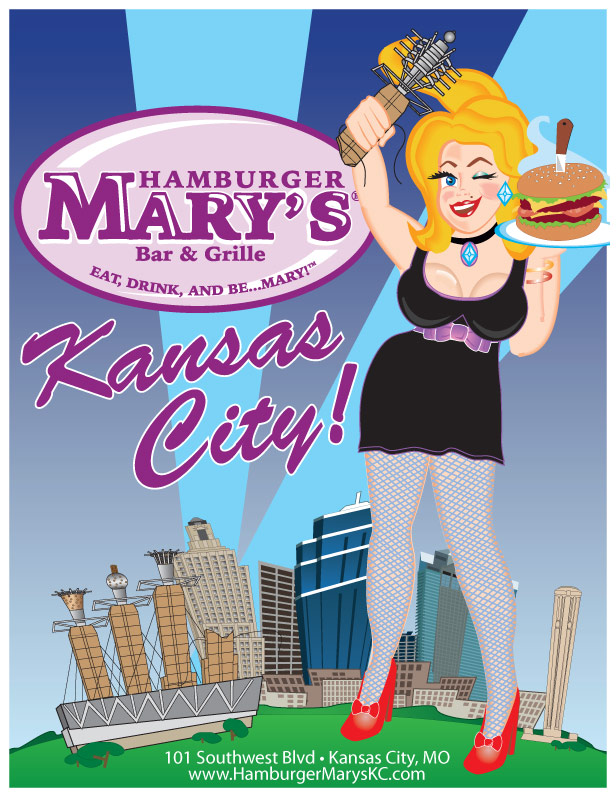 HAMBURGER
MARY'S®
Bar & Grille
EAT, DRINK, AND BE...MARY!™
Kansas
City!
101 Southwest Blvd • Kansas City, MO
www.HamburgerMarysKC.com